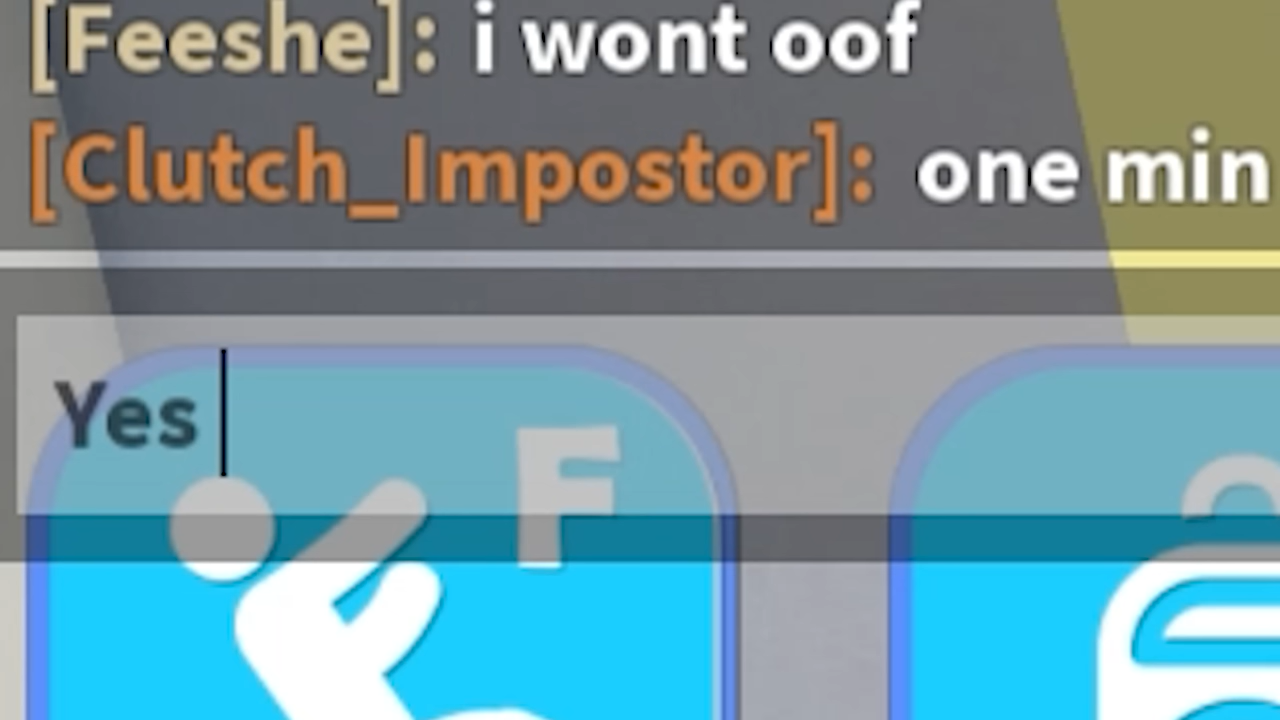 [Feeshe]: i wont oof
[Clutch_Impostor]: one min
Yes
F